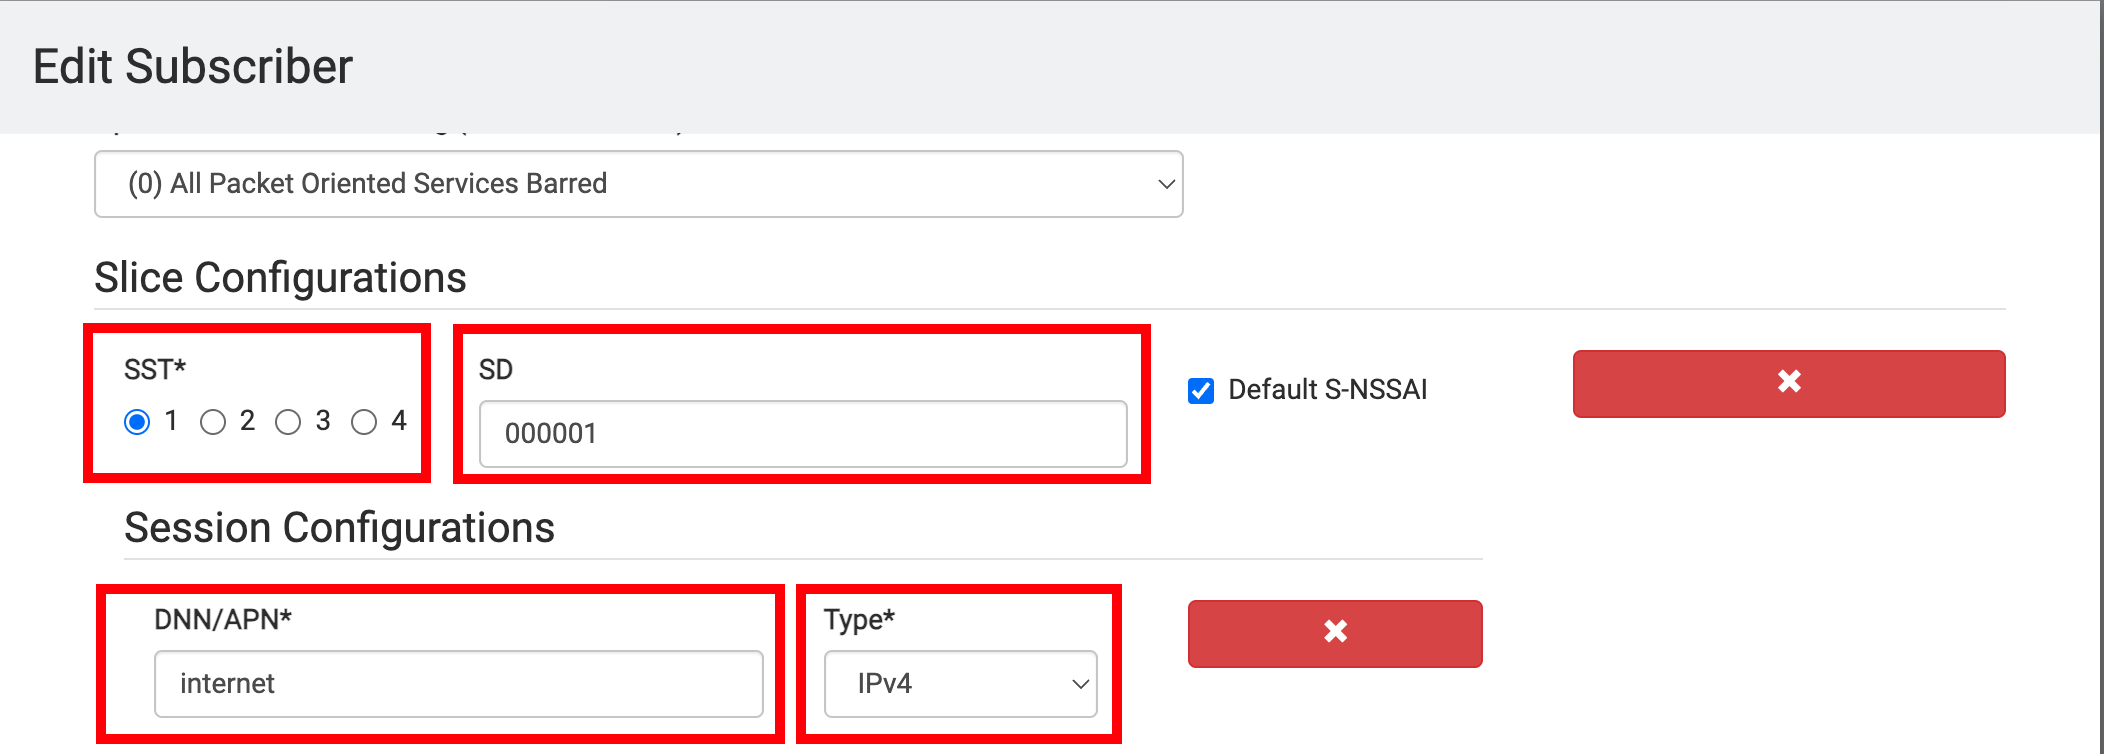 Edit Subscriber
(0) All Packet Oriented Services Barred
Slice Configurations
SST*
1 2 3 4
SD
000001
Default S-NSSAI
Session Configurations
DNN/APN*
internet
Type*
IPv4